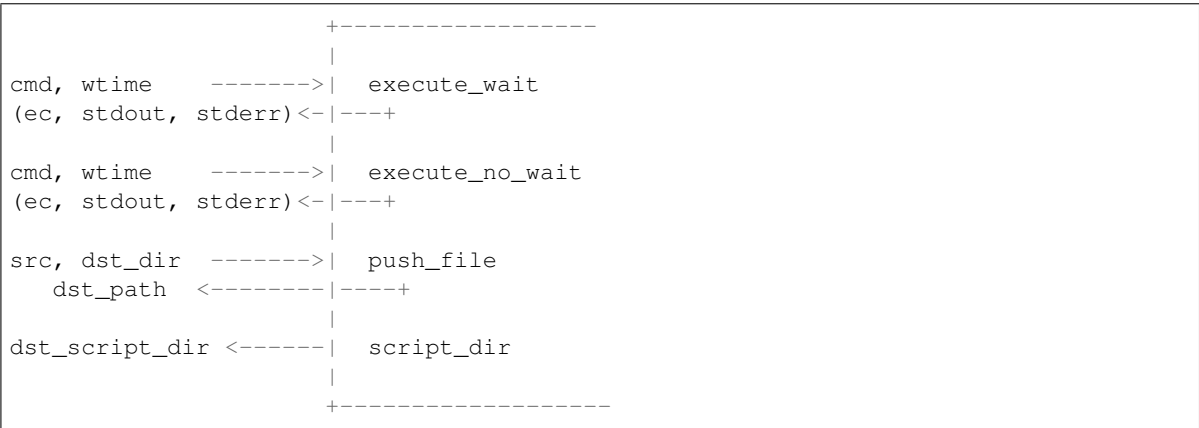 +------------------
                      |
cmd, wtime    ------->|  execute_wait
(ec, stdout, stderr)<-|---+
                      |
cmd, wtime    ------->|  execute_no_wait
(ec, stdout, stderr)<-|---+
                      |
src, dst_dir  ------->|  push_file
   dst_path  <--------|----+
                      |
dst_script_dir <------|  script_dir
                      |
                      +-------------------